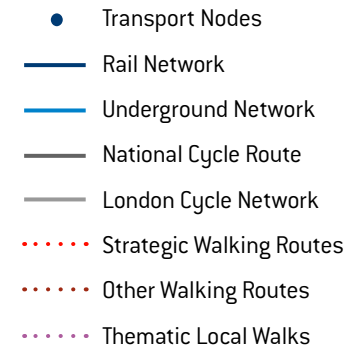 Transport Nodes
Rail Network
Underground Network
National Cycle Route
London Cycle Network
Strategic Walking Routes
Other Walking Routes
Thematic Local Walks